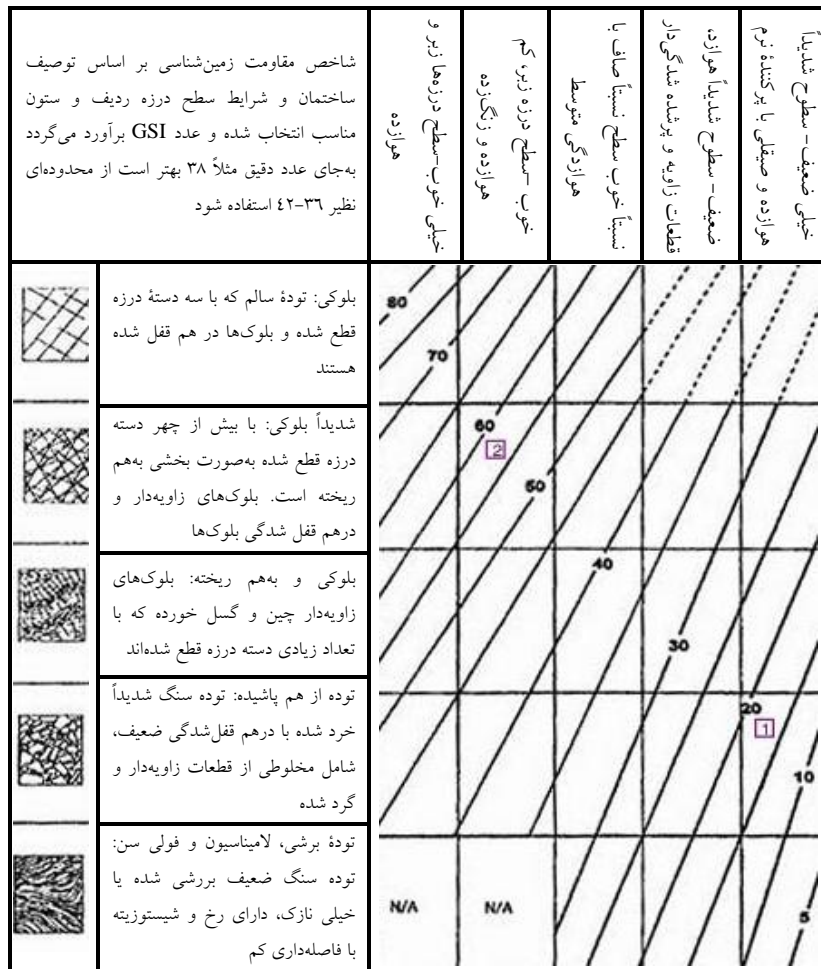 شاخص مقاومت زمین‌شناسی بر اساس توصیف
ساختمان و شرایط سطح درزه ردیف و ستون
مناسب انتخاب شده و عدد GSI برآورد می‌گردد
به‌جای عدد دقیق مثلاً ۳۸ بهتر است از محدوده‌ای
نظیر ۳۶-۴۲ استفاده شود
خیلی خوب-سطح درزه‌ها زبر و
هوازده
خوب -سطح درزه زبر، کم
هوازده و زنگ‌زده
نسبتاً خوب سطح نسبتاً صاف با
هوازدگی متوسط
ضعیف- سطوح شدیداً هوازد،
قطعات زاویه و پرشده شدگی‌دار
خیلی ضعیف- سطوح شدیداً
هوازده و صیقلی با پرکنندهٔ نرم
بلوکی: تودهٔ سالم که با سه دستهٔ درزه
قطع شده و بلوک‌ها در هم قفل شده
هستند
شدیداً بلوکی: با بیش از چهر دسته
درزه قطع شده به‌صورت بخشی به‌هم
ریخته است. بلوک‌های زاویه‌دار و
درهم قفل شدگی بلوک‌ها
بلوکی و به‌هم ریخته: بلوک‌های
زاویه‌دار چین و گسل خورده که با
تعداد زیادی دسته درزه قطع شده‌اند
توده از هم پاشیده: توده سنگ شدیداً
خرد شده با درهم قفل‌شدگی ضعیف،
شامل مخلوطی از قطعات زاویه‌دار و
گرد شده
تودهٔ برشی، لامیناسیون و فولی سن:
توده سنگ ضعیف بررشی شده یا
خیلی نازک، دارای رخ و شیستوزیته
با فاصله‌داری کم
80
70
60
2
50
40
30
20
1
10
N/A
N/A
5